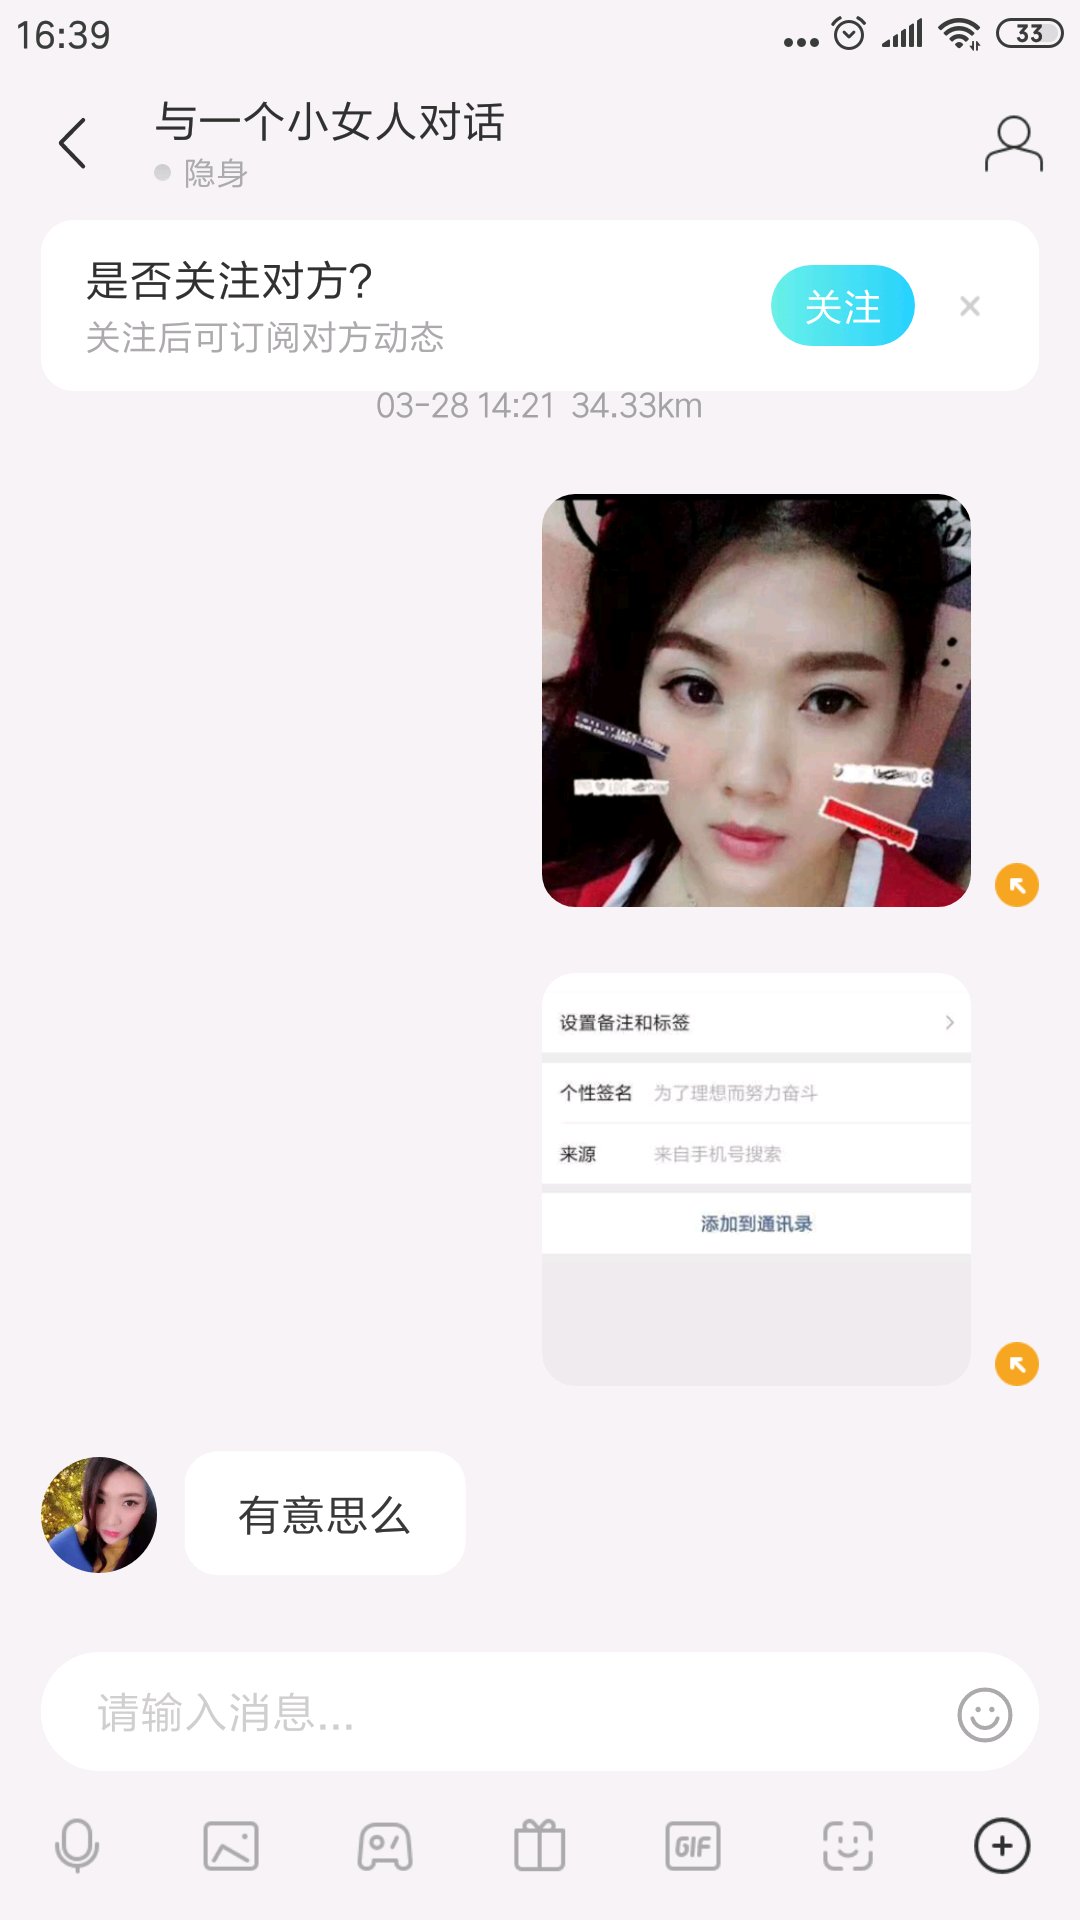 16:39
33
与一个小女人对话
隐身
是否关注对方?
关注后可订阅对方动态
关注
03-28 14:21 34.33km
设置备注和标签
个性签名 为了理想而努力奋斗
来源 来自手机号搜索
添加到通讯录
有意思么
请输入消息...
GIF